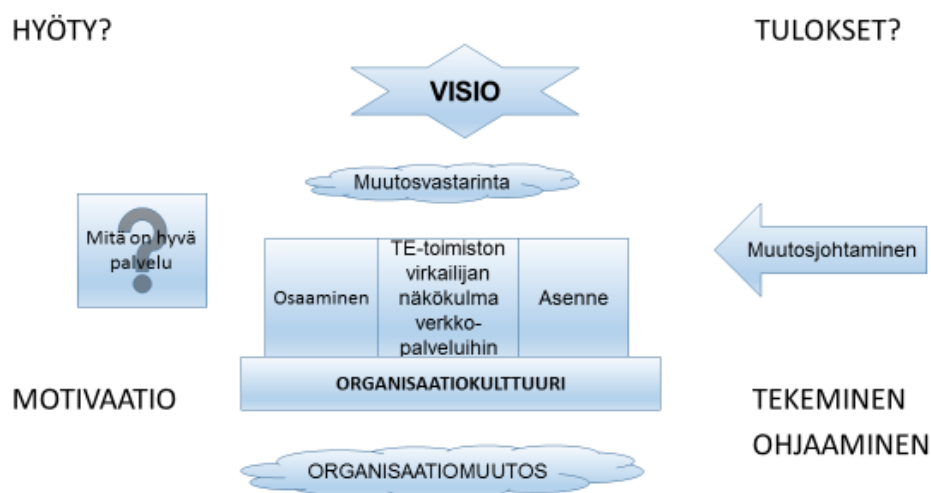 HYÖTY?
TULOKSET?
VISIO
Muutosvastarinta
Mitä on hyvä
palvelu
?
Osaaminen
TE-toimiston
virkailijan
näkökulma
verkko-
palveluihin
Asenne
Muutosjohtaminen
ORGANISAATIOKULTTUURI
MOTIVAATIO
TEKEMINEN
OHJAAMINEN
ORGANISAATIOMUUTOS